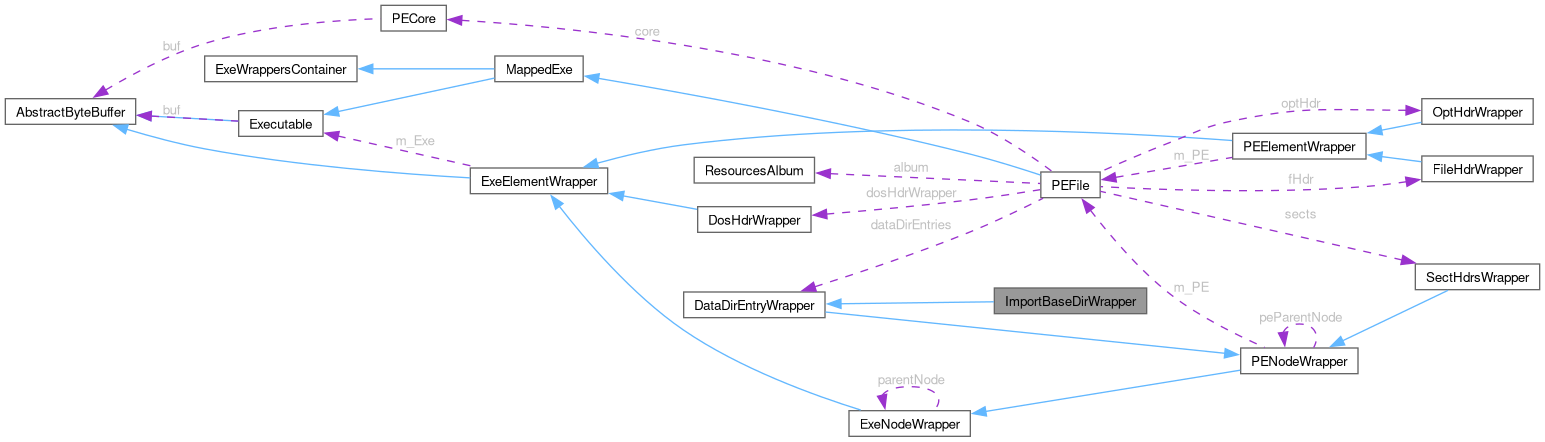 PECore
core
buf
ExeWrappersContainer
MappedExe
AbstractByteBuffer
buf
Executable
m_Exe
ExeElementWrapper
optHdr
OptHdrWrapper
PEElementWrapper
m_PE
FileHdrWrapper
ResourcesAlbum
album
PEFile
fHdr
dosHdrWrapper
DosHdrWrapper
dataDirEntries
sects
SectHdrsWrapper
DataDirEntryWrapper
ImportBaseDirWrapper
m_PE
peParentNode
PENodeWrapper
parentNode
ExeNodeWrapper